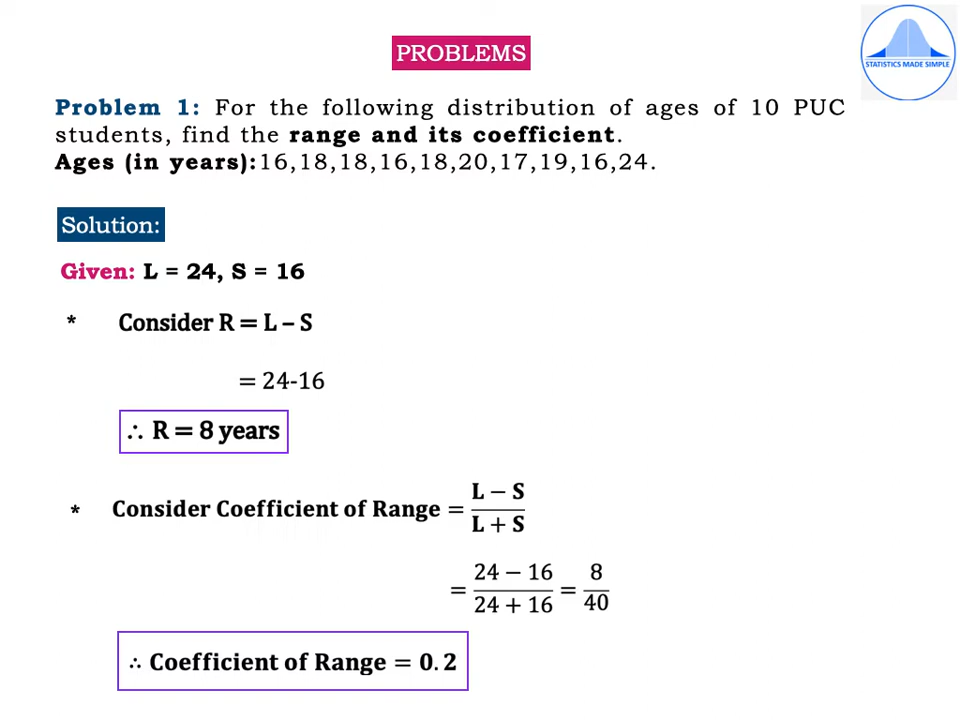 PROBLEMS
STATISTICS MADE SIMPLE
Problem 1: For the following distribution of ages of 10 PUC
students, find the range and its coefficient.
Ages (in years):16,18,18,16,18,20,17,19,16,24.
Solution:
Given: L = 24, S = 16
* Consider R = L – S
= 24-16
∴ R = 8 years
* Consider Coefficient of Range = (L − S)/(L + S)
= (24 − 16)/(24 + 16) = 8/40
∴ Coefficient of Range = 0.2